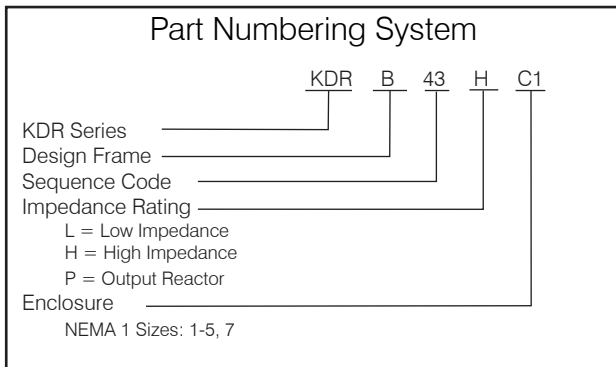 Part Numbering System
KDR B 43 H C1
KDR Series
Design Frame
Sequence Code
Impedance Rating
L = Low Impedance
H = High Impedance
P = Output Reactor
Enclosure
NEMA 1 Sizes: 1-5, 7